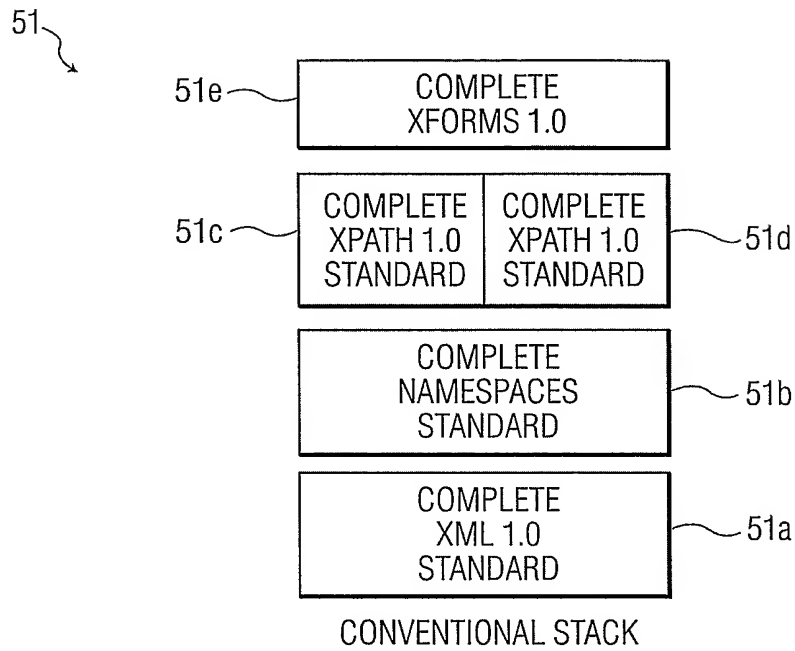 51
51e
COMPLETE
XFORMS 1.0
51c
COMPLETE
XPATH 1.0
STANDARD
COMPLETE
XPATH 1.0
STANDARD
51d
COMPLETE
NAMESPACES
STANDARD
51b
COMPLETE
XML 1.0
STANDARD
51a
CONVENTIONAL STACK